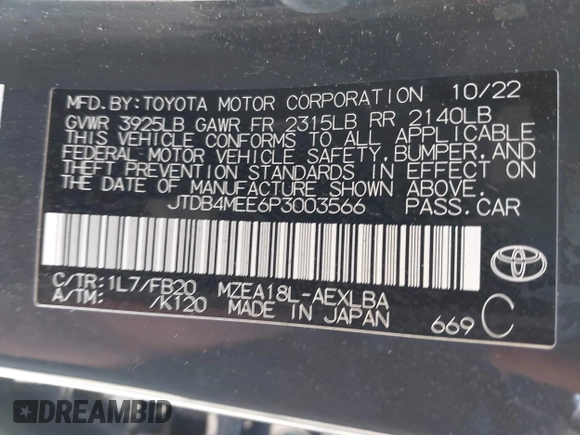 MFD.BY:TOYOTA MOTOR CORPORATION 10/22
GVWR 3925LB GAWR FR 2315LB RR 2140LB
THIS VEHICLE CONFORMS TO ALL APPLICABLE
FEDERAL MOTOR VEHICLE SAFETY,BUMPER,AND
THEFT PREVENTION STANDARDS IN EFFECT ON
THE DATE OF MANUFACTURE SHOWN ABOVE.
JTDB4MEE6P3003566 PASS.CAR
C/TR:1L7/FB20 MZEA18L-AEXLBA
A/TM: /K120 MADE IN JAPAN 669 C
DREAMBID